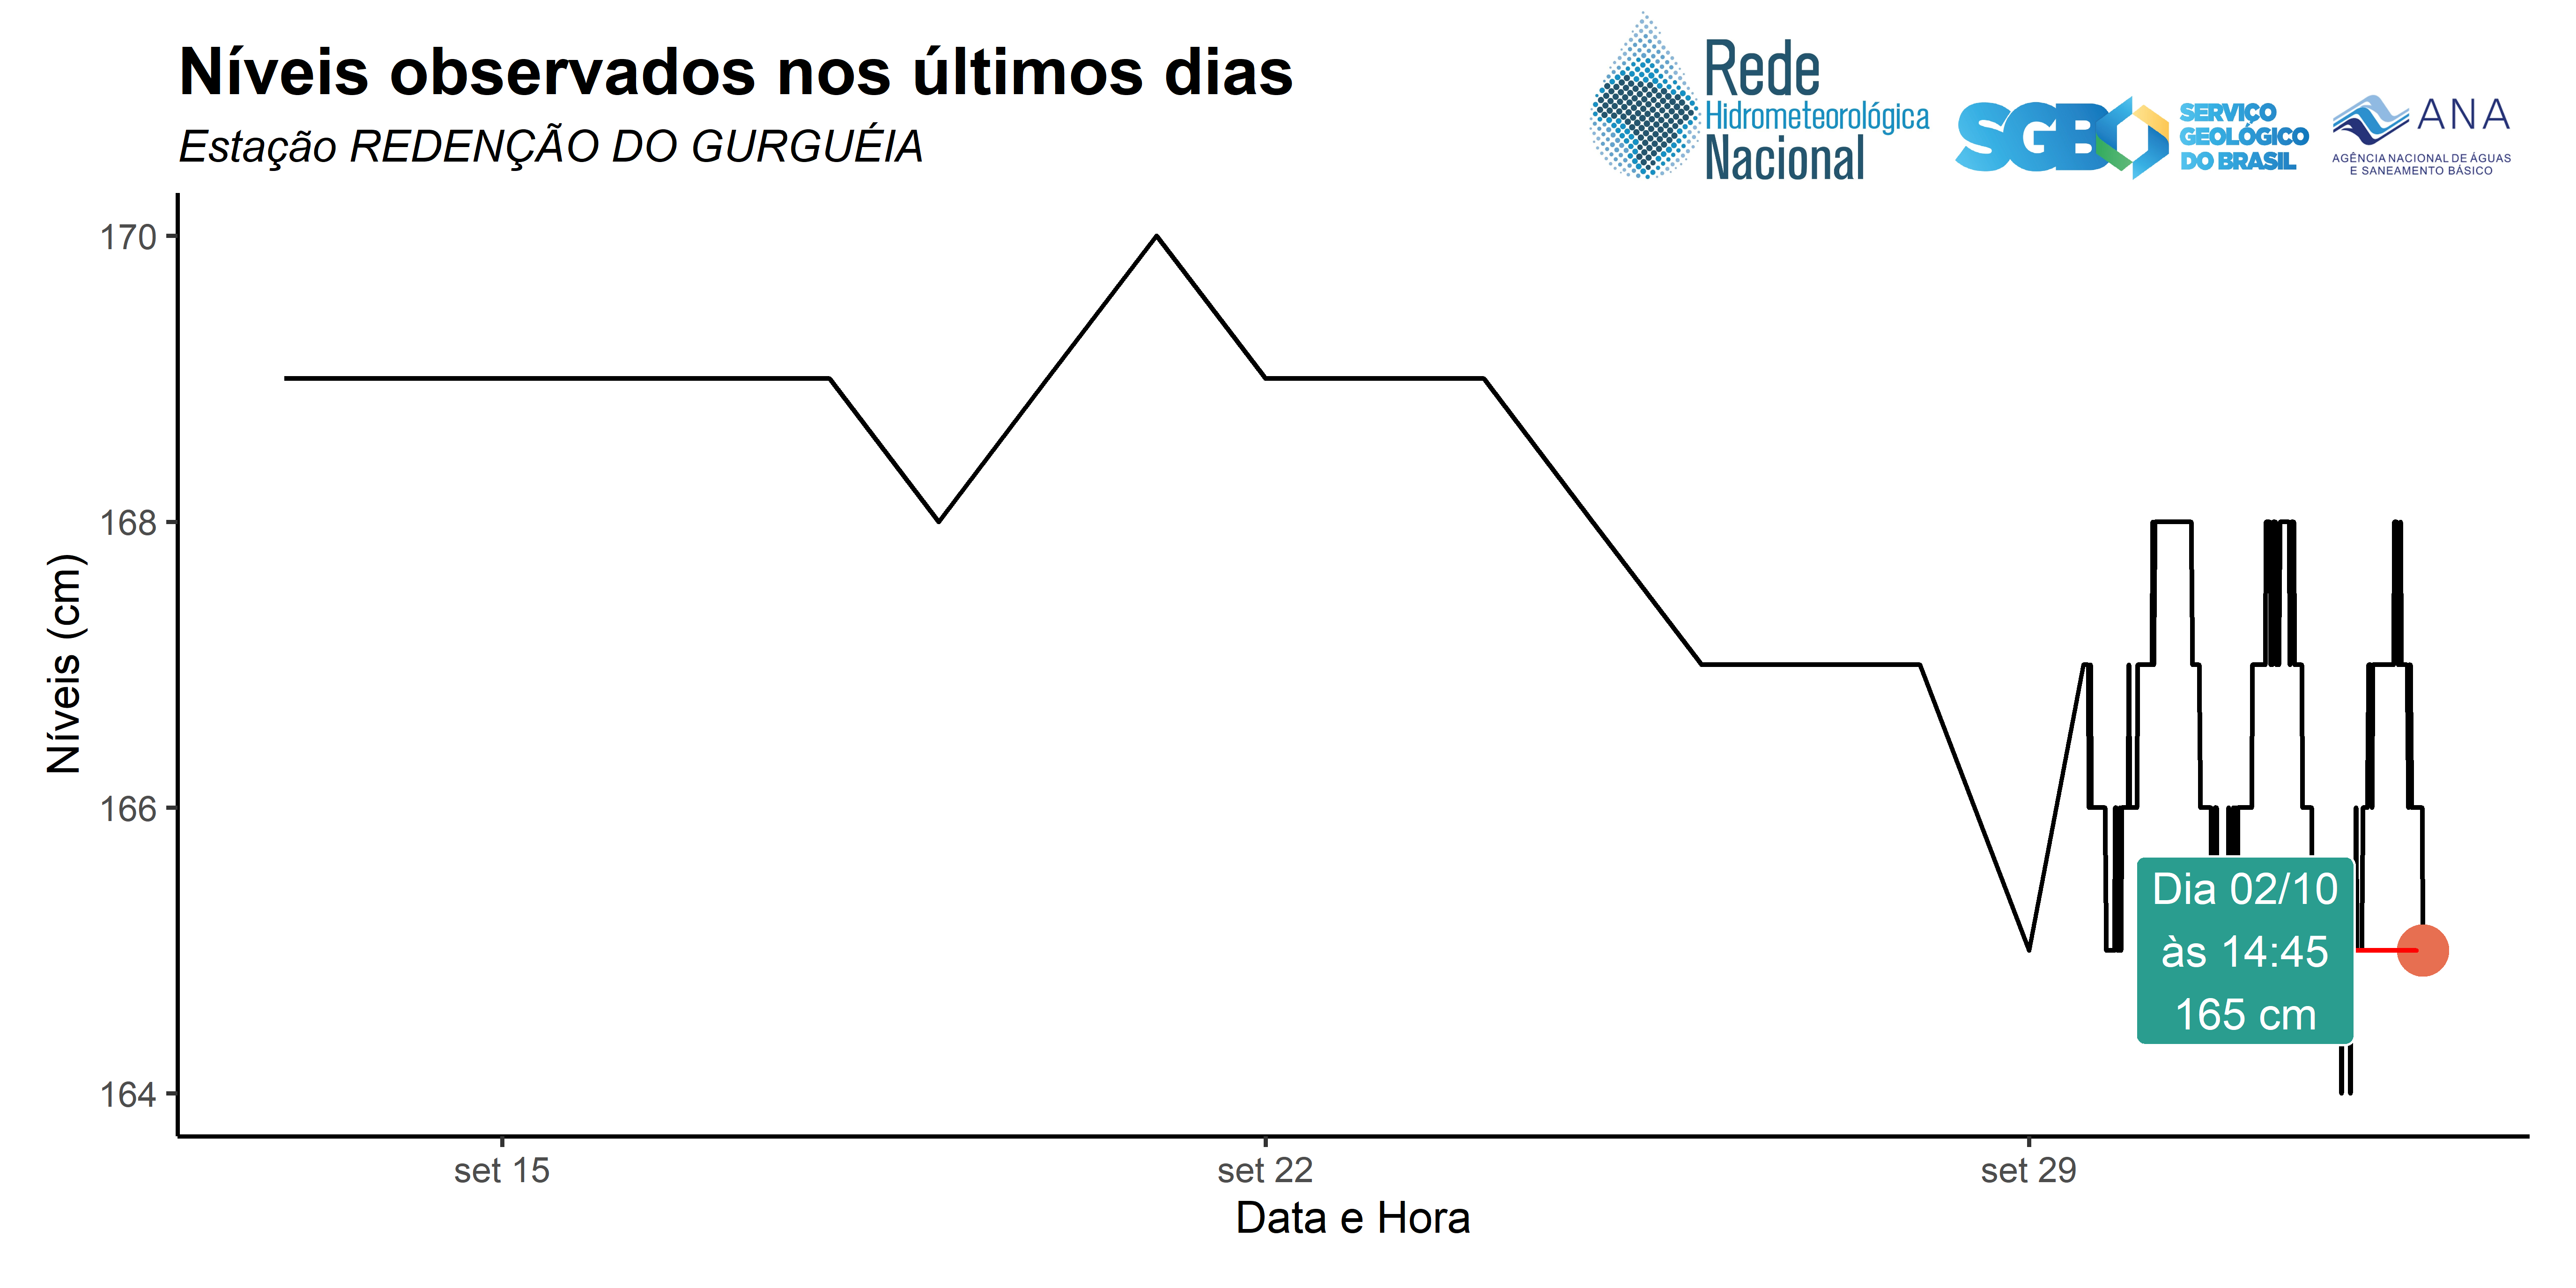 Níveis observados nos últimos dias
Estação REDENÇÃO DO GURGUÉIA
Rede
Hidrometeorológica
Nacional
SGB
SERVIÇO
GEOLÓGICO
DO BRASIL
ANA
AGÊNCIA NACIONAL DE ÁGUAS
E SANEAMENTO BÁSICO
Níveis (cm)
170
168
166
164
Dia 02/10
às 14:45
165 cm
set 15
set 22
set 29
Data e Hora